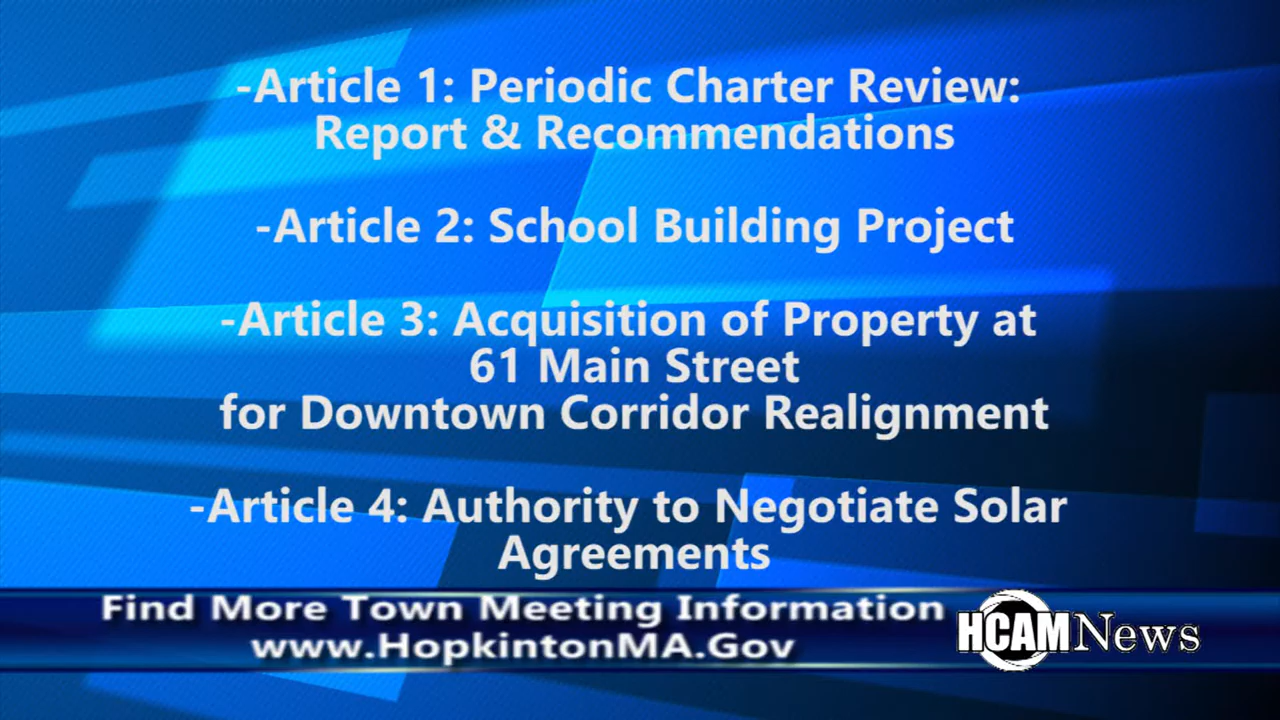 -Article 1: Periodic Charter Review:
Report & Recommendations
-Article 2: School Building Project
-Article 3: Acquisition of Property at
61 Main Street
for Downtown Corridor Realignment
-Article 4: Authority to Negotiate Solar
Agreements
Find More Town Meeting Information
www.HopkintonMA.Gov
HCAM News